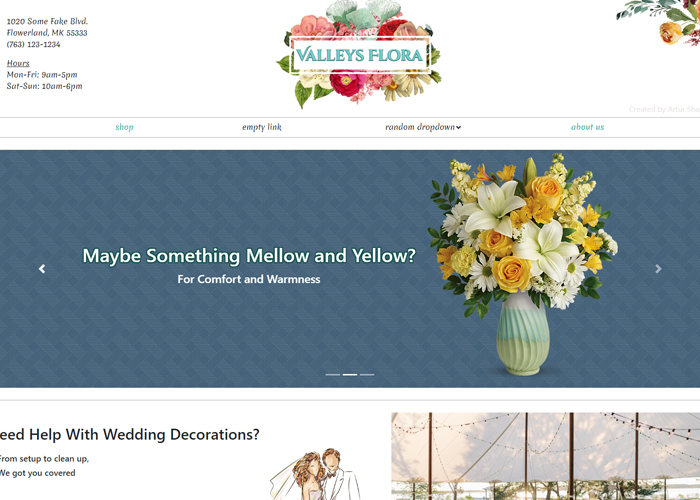 1020 Some Fake Blvd.
Flowerland, MK 55333
(763) 123-1234
Hours
Mon-Fri: 9am-5pm
Sat-Sun: 10am-6pm
Valleys Flora
Created by Artur Sha
shop
empty link
random dropdown
about us
Maybe Something Mellow and Yellow?
For Comfort and Warmness
eed Help With Wedding Decorations?
From setup to clean up,
We got you covered